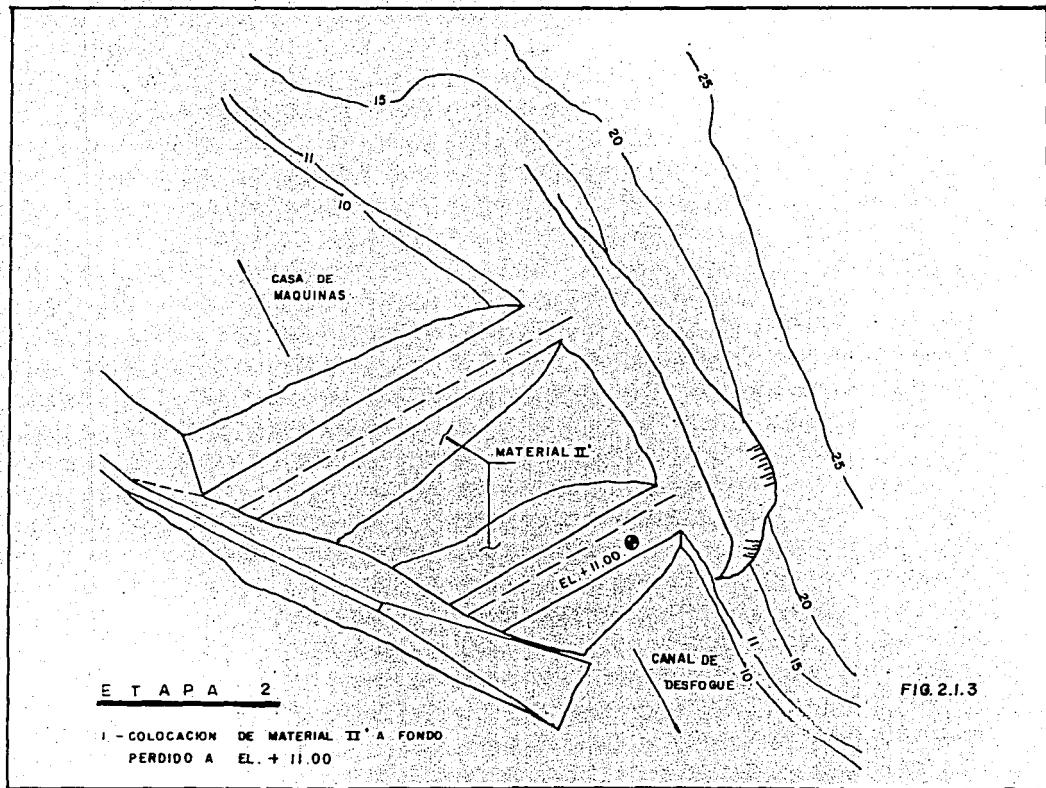 25
20
15
11
10
CASA DE
MAQUINAS
MATERIAL II°
25
EL. + 11.00
20
CANAL DE
DESFOGUE
11
15
10
FIG. 2.1.3
ETAPA 2
1 - COLOCACION DE MATERIAL II° A FONDO
PERDIDO A EL. + 11.00